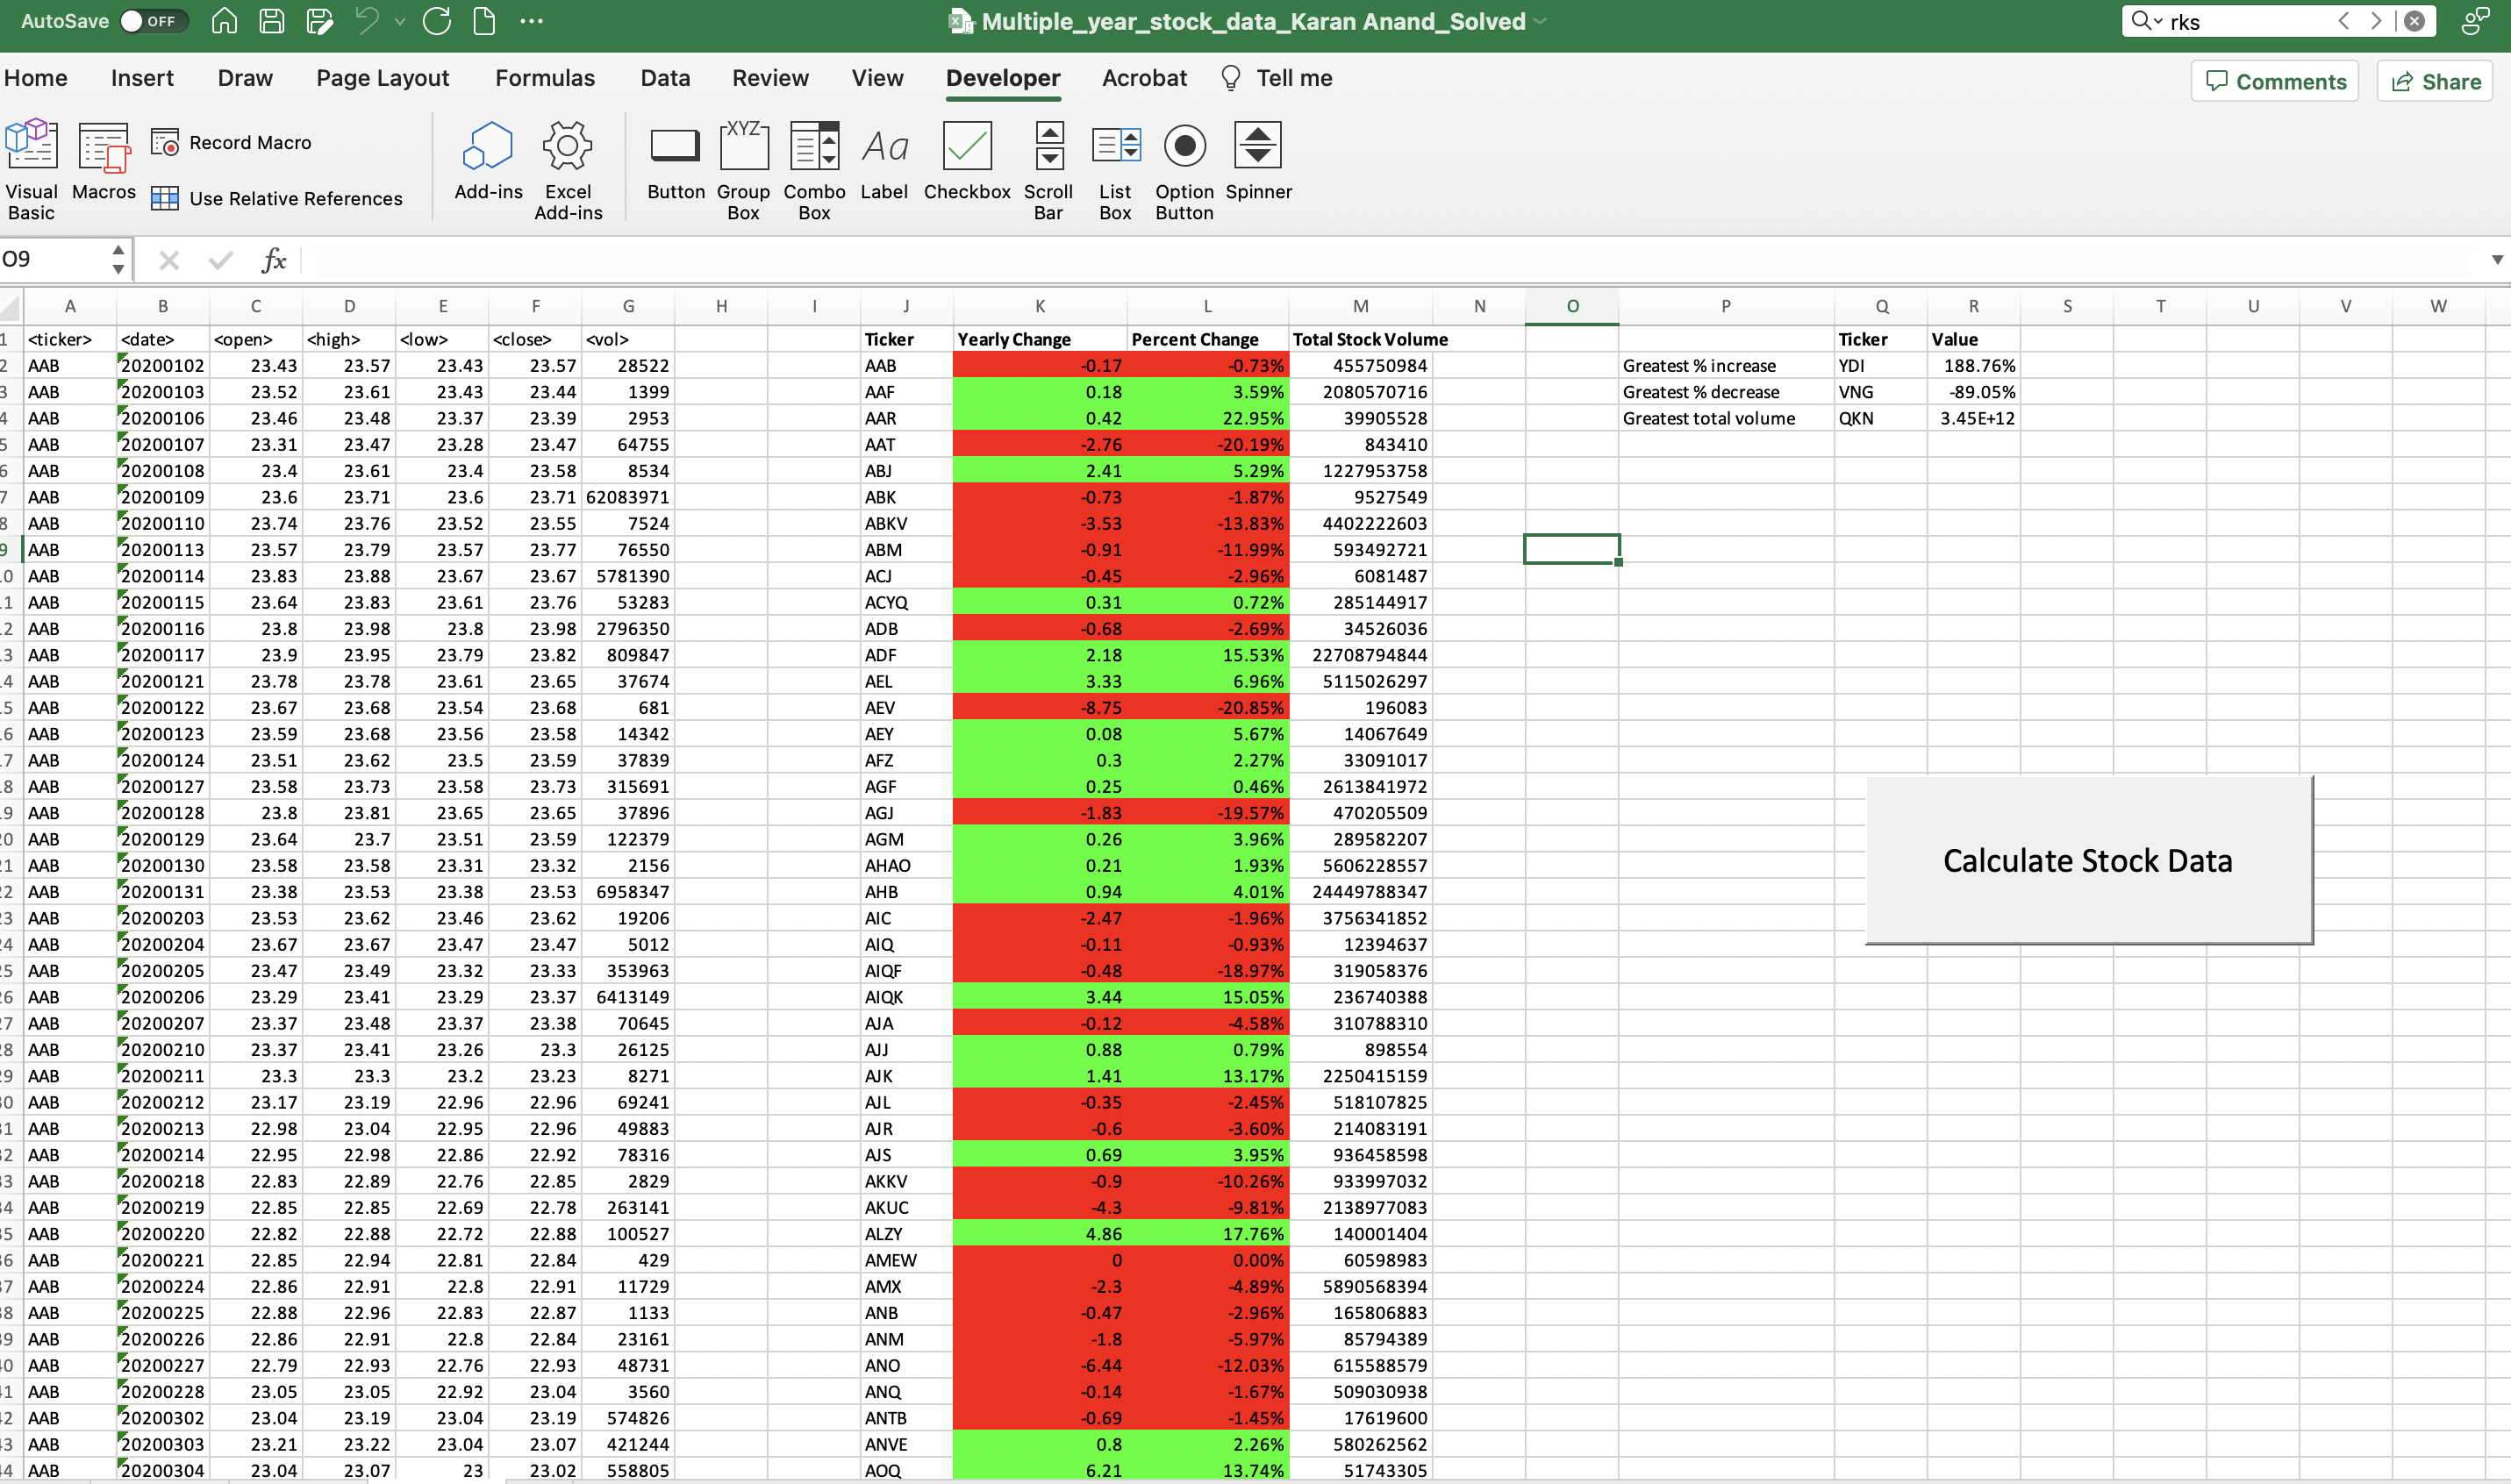 AutoSave OFF Multiple_year_stock_data_Karan Anand_Solved rks
Home Insert Draw Page Layout Formulas Data Review View Developer Acrobat Tell me Comments Share
Record Macro
Use Relative References
Visual Basic Macros Add-ins Excel Add-ins Button Group Box Combo Box Label Checkbox Scroll Bar List Box Option Button Spinner
XYZ Aa
O9 fx
A B C D E F G H I J K L M N O P Q R S T U V W
1 <ticker> <date> <open> <high> <low> <close> <vol> Ticker Yearly Change Percent Change Total Stock Volume Ticker Value
2 AAB 20200102 23.43 23.57 23.43 23.57 28522 AAB -0.17 -0.73% 455750984 Greatest % increase YDI 188.76%
3 AAB 20200103 23.52 23.61 23.43 23.44 1399 AAF 0.18 3.59% 2080570716 Greatest % decrease VNG -89.05%
4 AAB 20200106 23.46 23.48 23.37 23.39 2953 AAR 0.42 22.95% 39905528 Greatest total volume QKN 3.45E+12
5 AAB 20200107 23.31 23.47 23.28 23.47 64755 AAT -2.76 -20.19% 843410
6 AAB 20200108 23.4 23.61 23.4 23.58 8534 ABJ 2.41 5.29% 1227953758
7 AAB 20200109 23.6 23.71 23.6 23.71 62083971 ABK -0.73 -1.87% 9527549
8 AAB 20200110 23.74 23.76 23.52 23.55 7524 ABKV -3.53 -13.83% 4402222603
9 AAB 20200113 23.57 23.79 23.57 23.77 76550 ABM -0.91 -11.99% 593492721
0 AAB 20200114 23.83 23.88 23.67 23.67 5781390 ACJ -0.45 -2.96% 6081487
1 AAB 20200115 23.64 23.83 23.61 23.76 53283 ACYQ 0.31 0.72% 285144917
2 AAB 20200116 23.8 23.98 23.8 23.98 2796350 ADB -0.68 -2.69% 34526036
3 AAB 20200117 23.9 23.95 23.79 23.82 809847 ADF 2.18 15.53% 22708794844
4 AAB 20200121 23.78 23.78 23.61 23.65 37674 AEL 3.33 6.96% 5115026297
5 AAB 20200122 23.67 23.68 23.54 23.68 681 AEV -8.75 -20.85% 196083
6 AAB 20200123 23.59 23.68 23.56 23.58 14342 AEY 0.08 5.67% 14067649
7 AAB 20200124 23.51 23.62 23.5 23.59 37839 AFZ 0.3 2.27% 33091017
8 AAB 20200127 23.58 23.73 23.58 23.73 315691 AGF 0.25 0.46% 2613841972
9 AAB 20200128 23.8 23.81 23.65 23.65 37896 AGJ -1.83 -19.57% 470205509
0 AAB 20200129 23.64 23.7 23.51 23.59 122379 AGM 0.26 3.96% 289582207
1 AAB 20200130 23.58 23.58 23.31 23.32 2156 AHAO 0.21 1.93% 5606228557 Calculate Stock Data
2 AAB 20200131 23.38 23.53 23.38 23.53 6958347 AHB 0.94 4.01% 24449788347
3 AAB 20200203 23.53 23.62 23.46 23.62 19206 AIC -2.47 -1.96% 3756341852
4 AAB 20200204 23.67 23.67 23.47 23.47 5012 AIQ -0.11 -0.93% 12394637
5 AAB 20200205 23.47 23.49 23.32 23.33 353963 AIQF -0.48 -18.97% 319058376
6 AAB 20200206 23.29 23.41 23.29 23.37 6413149 AIQK 3.44 15.05% 236740388
7 AAB 20200207 23.37 23.48 23.37 23.38 70645 AJA -0.12 -4.58% 310788310
8 AAB 20200210 23.37 23.41 23.26 23.3 26125 AJJ 0.88 0.79% 898554
9 AAB 20200211 23.3 23.3 23.2 23.23 8271 AJK 1.41 13.17% 2250415159
0 AAB 20200212 23.17 23.19 22.96 22.96 69241 AJL -0.35 -2.45% 518107825
1 AAB 20200213 22.98 23.04 22.95 22.96 49883 AJR -0.6 -3.60% 214083191
2 AAB 20200214 22.95 22.98 22.86 22.92 78316 AJS 0.69 3.95% 936458598
3 AAB 20200218 22.83 22.89 22.76 22.85 2829 AKKV -0.9 -10.26% 933997032
4 AAB 20200219 22.85 22.85 22.69 22.78 263141 AKUC -4.3 -9.81% 2138977083
5 AAB 20200220 22.82 22.88 22.72 22.88 100527 ALZY 4.86 17.76% 140001404
6 AAB 20200221 22.85 22.94 22.81 22.84 429 AMEW 0 0.00% 60598983
7 AAB 20200224 22.86 22.91 22.8 22.91 11729 AMX -2.3 -4.89% 5890568394
8 AAB 20200225 22.88 22.96 22.83 22.87 1133 ANB -0.47 -2.96% 165806883
9 AAB 20200226 22.86 22.91 22.8 22.84 23161 ANM -1.8 -5.97% 85794389
0 AAB 20200227 22.79 22.93 22.76 22.93 48731 ANO -6.44 -12.03% 615588579
1 AAB 20200228 23.05 23.05 22.92 23.04 3560 ANQ -0.14 -1.67% 509030938
2 AAB 20200302 23.04 23.19 23.04 23.19 574826 ANTB -0.69 -1.45% 17619600
3 AAB 20200303 23.21 23.22 23.04 23.07 421244 ANVE 0.8 2.26% 580262562
4 AAB 20200304 23.04 23.07 23 23.02 558805 AOQ 6.21 13.74% 51743305